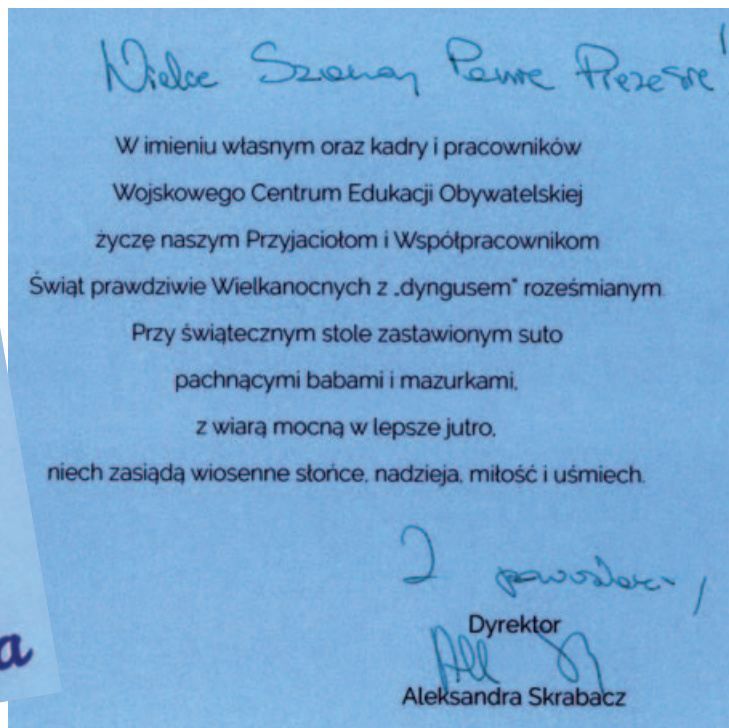 Wielce Szanowny Panie Prezesie!
W imieniu własnym oraz kadry i pracowników
Wojskowego Centrum Edukacji Obywatelskiej
życzę naszym Przyjaciołom i Współpracownikom
Świąt prawdziwie Wielkanocnych z „dyngusem" roześmianym.
Przy świątecznym stole zastawionym suto
pachnącymi babami i mazurkami,
z wiarą mocną w lepsze jutro,
niech zasiądą wiosenne słońce, nadzieja, miłość i uśmiech.
Z
Dyrektor
Aleksandra Skrabacz
a